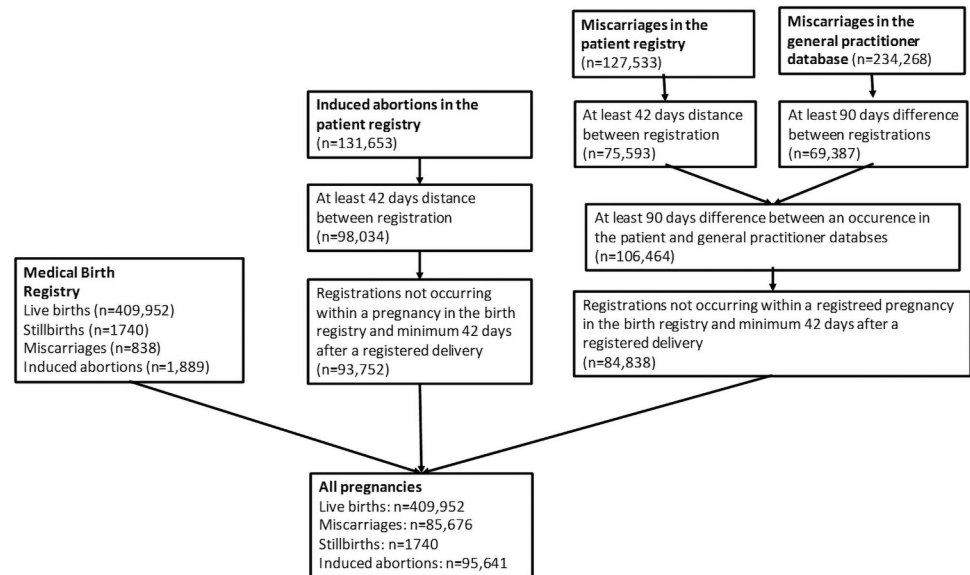 Miscarriages in the
patient registry
(n=127,533)
Miscarriages in the
general practitioner
database (n=234,268)
Induced abortions in the
patient registry
(n=131,653)
At least 42 days distance
between registration
(n=75,593)
At least 90 days difference
between registrations
(n=69,387)
At least 42 days distance
between registration
(n=98,034)
At least 90 days difference between an occurence in
the patient and general practitioner databses
(n=106,464)
Medical Birth
Registry
Live births (n=409,952)
Stillbirths (n=1740)
Miscarriages (n=838)
Induced abortions (n=1,889)
Registrations not occurring
within a pregnancy in the birth
registry and minimum 42 days
after a registered delivery
(n=93,752)
Registrations not occurring within a registreed pregnancy
in the birth registry and minimum 42 days after a
registered delivery
(n=84,838)
All pregnancies
Live births: n=409,952
Miscarriages: n=85,676
Stillbirths: n=1740
Induced abortions: n=95,641